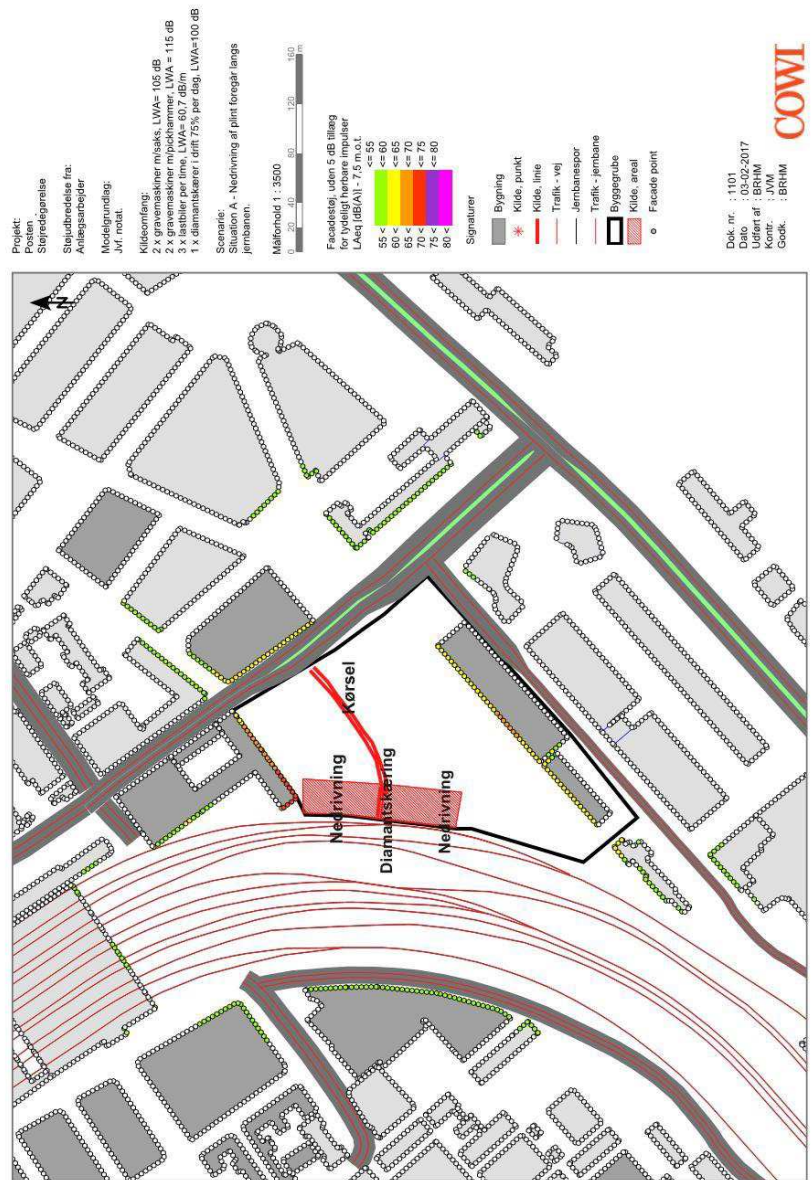 Projekt:
Posten
Støjredegørelse
Støjudbredelse fra:
Anlægsarbejder
Modelgrundlag:
Jvf. notat.
Kildeomfang:
2 x gravemaskiner m/saks, LWA= 105 dB
2 x gravemaskiner m/pickhammer, LWA = 115 dB
3 x lastbiler per time, LWA= 60,7 dB/m
1 x diamantskærer i drift 75% per dag, LWA=100 dB
Scenarie:
Situation A - Nedrivning af plint foregår langs
jernbanen.
Målforhold 1 : 3500
0 20 40 80 120 160
m
Facadestøj, uden 5 dB tillæg
for tydeligt hørbare impulser
LAeq [dB(A)] - 7,5 m.o.t.
<= 55
55 < <= 60
60 < <= 65
65 < <= 70
70 < <= 75
75 < <= 80
80 <
Signaturer
Bygning
Kilde, punkt
Kilde, linie
Trafik - vej
Jernbanespor
Trafik - jernbane
Byggegrube
Kilde, areal
Facade point
Dok. nr. : 1101
Dato : 03-02-2017
Udført af : BRHM
Kontr. : JVM
Godk. : BRHM
COWI
N
Kørsel
Nedrivning
Diamantskæring
Nedrivning